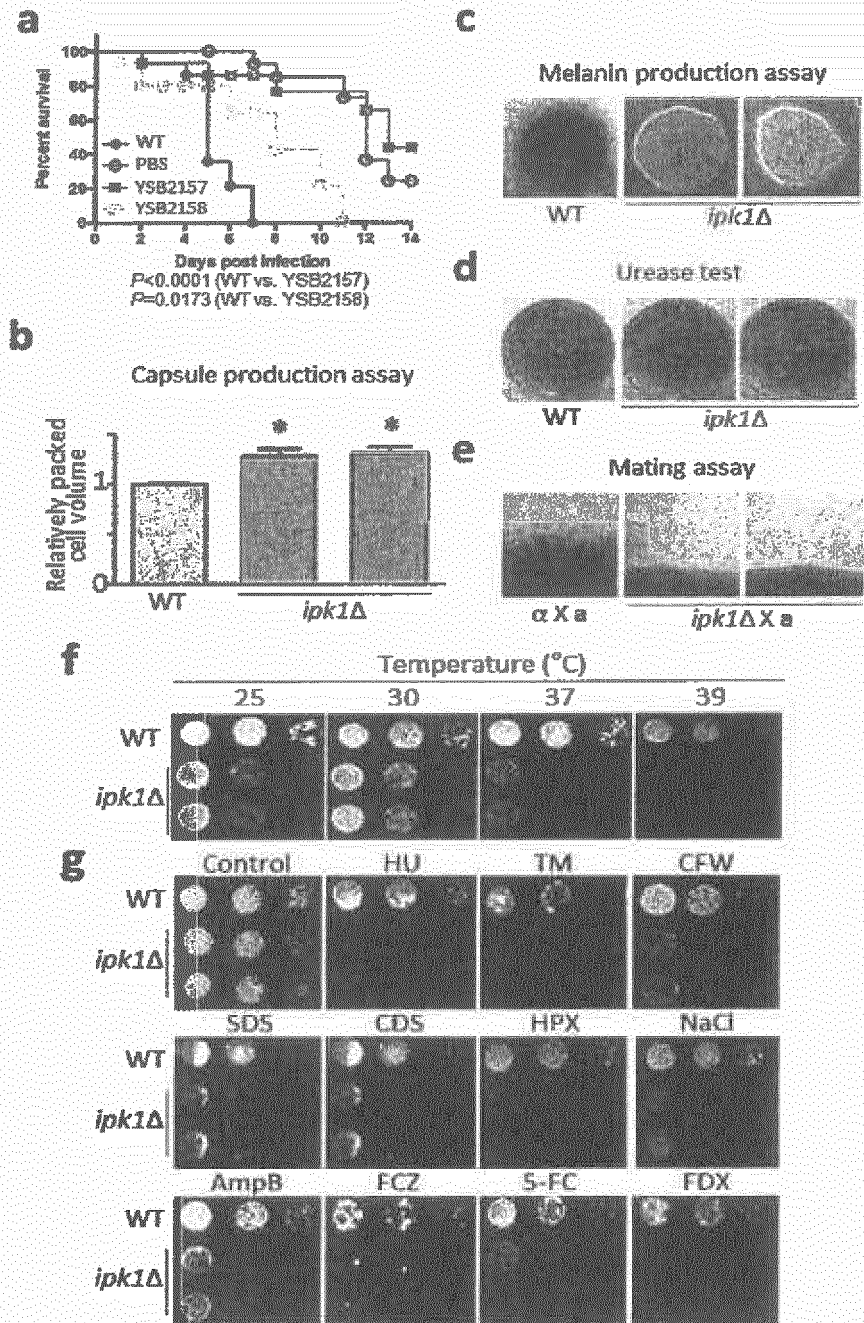 a
100
80
60
40
20
0
Percent survival
WT
PBS
YSB2157
YSB2158
0 2 4 6 8 10 12 14
Days post infection
P<0.0001 (WT vs. YSB2157)
P=0.0173 (WT vs. YSB2158)
b
Capsule production assay
Relatively packed
cell volume
1
0
* *
WT
ipk1Δ
c
Melanin production assay
WT
ipk1Δ
d
Urease test
WT
ipk1Δ
e
Mating assay
α X a
ipk1Δ X a
f
Temperature (°C)
25 30 37 39
WT
ipk1Δ
g
Control HU TM CFW
WT
ipk1Δ
SDS CDS HPX NaCl
WT
ipk1Δ
AmpB FCZ 5-FC FDX
WT
ipk1Δ